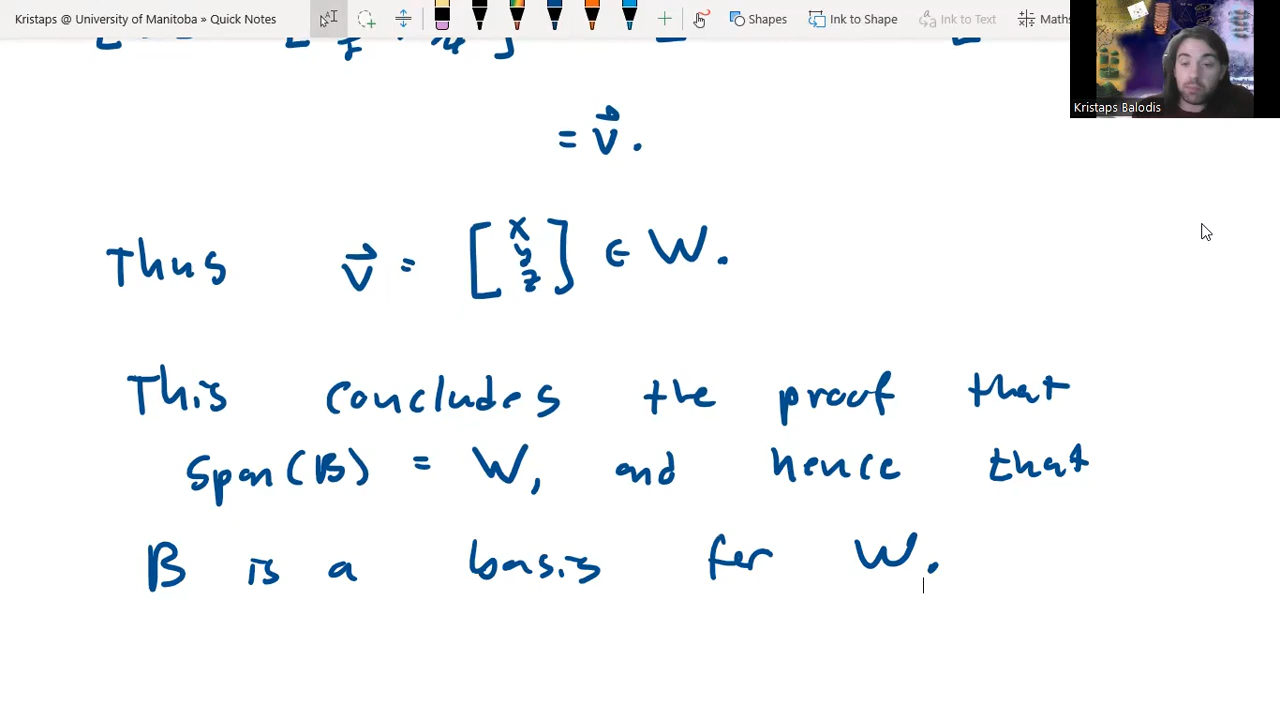 Kristaps @ University of Manitoba » Quick Notes
Shapes
Ink to Shape
Ink to Text
Maths
Kristaps Balodis
= v⃗.
Thus v⃗ = [x y z] ∈ W.
This concludes the proof that
span(B) = W, and hence that
B is a basis for W.